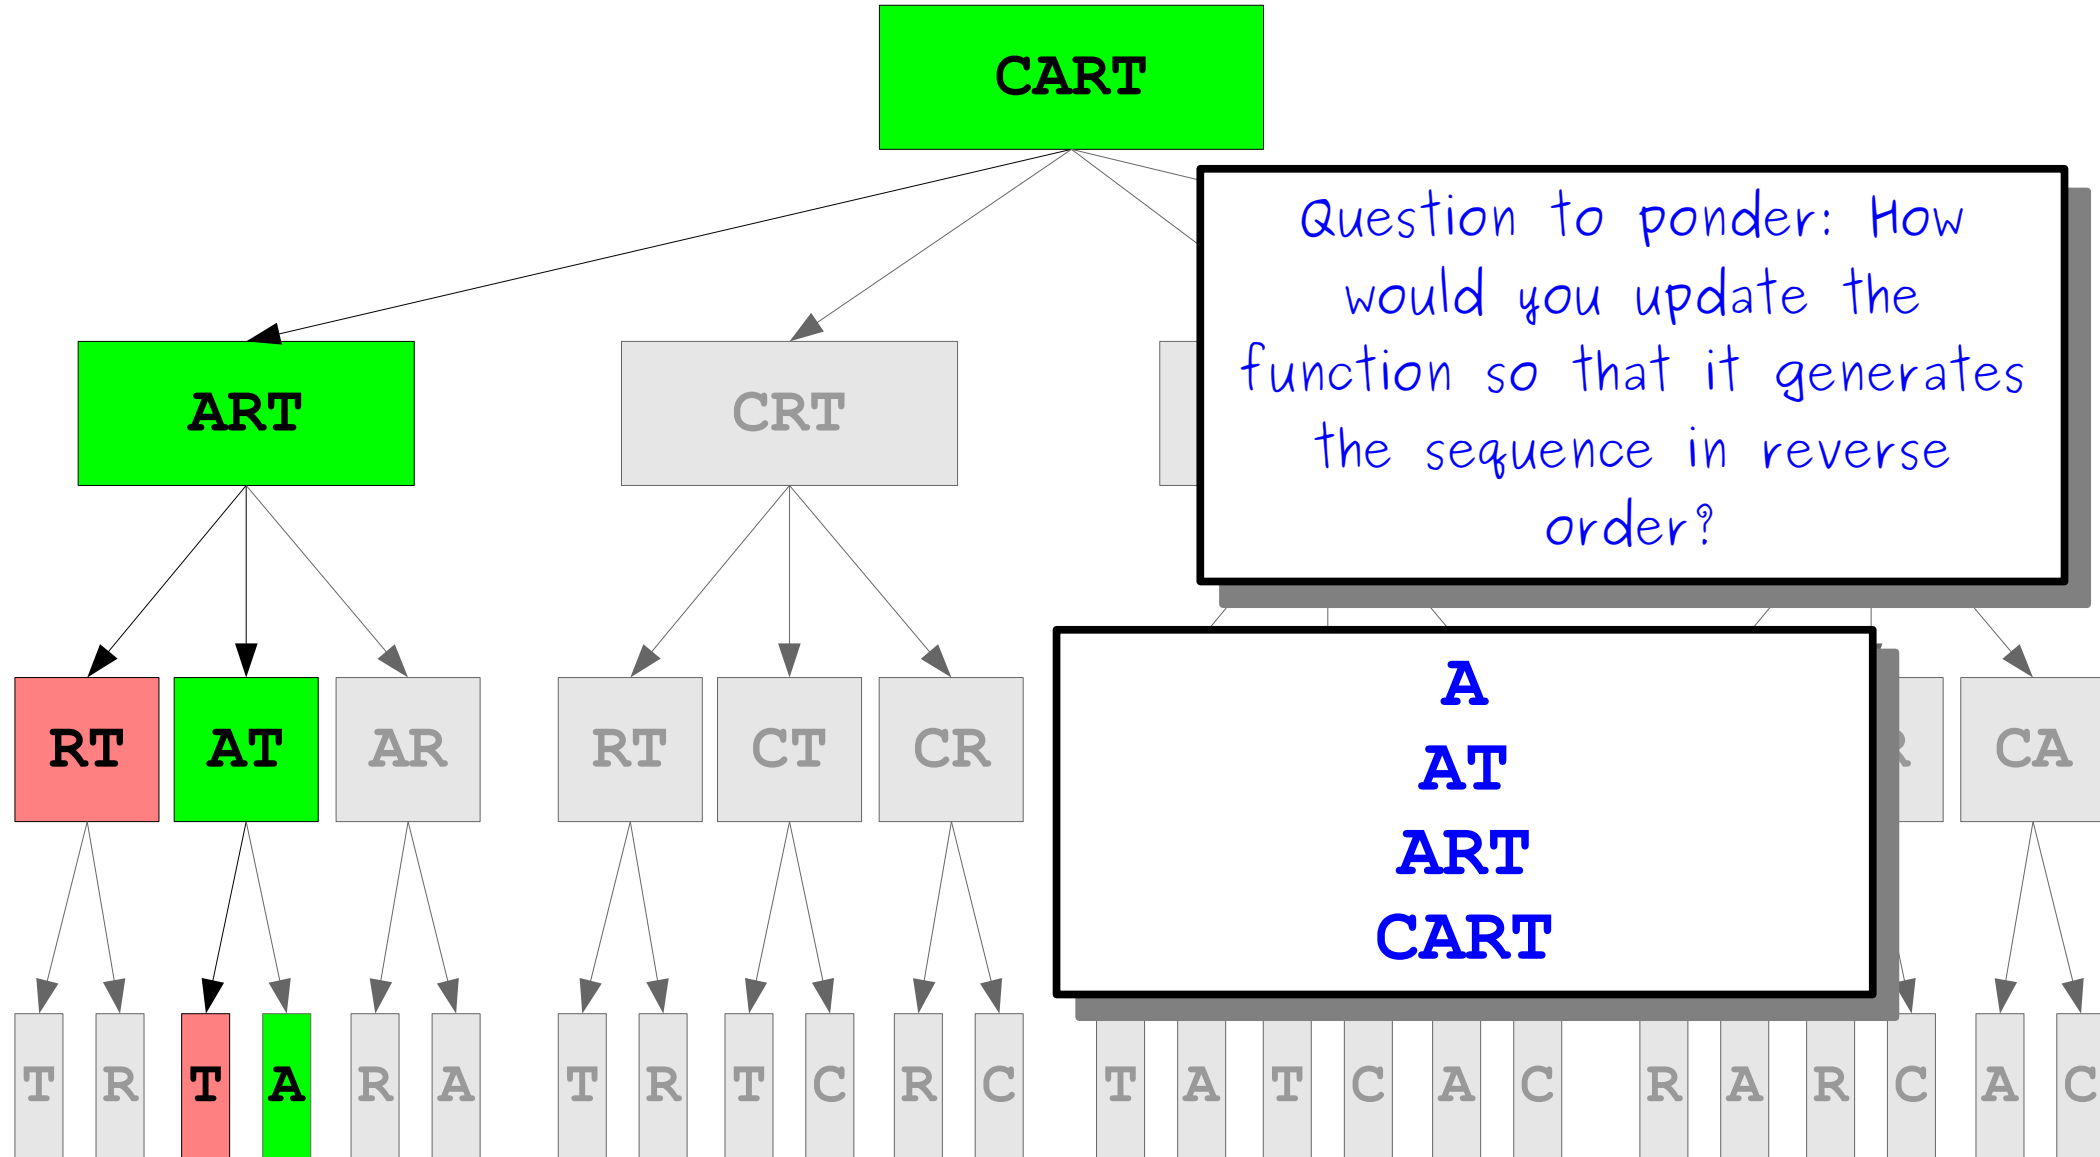 CART
Question to ponder: How
would you update the
function so that it generates
the sequence in reverse
order?
ART
CRT
A
AT
ART
CART
RT
AT
AR
RT
CT
CR
R
CA
T
R
T
A
R
A
T
R
T
C
R
C
T
A
T
C
A
C
R
A
R
C
A
C